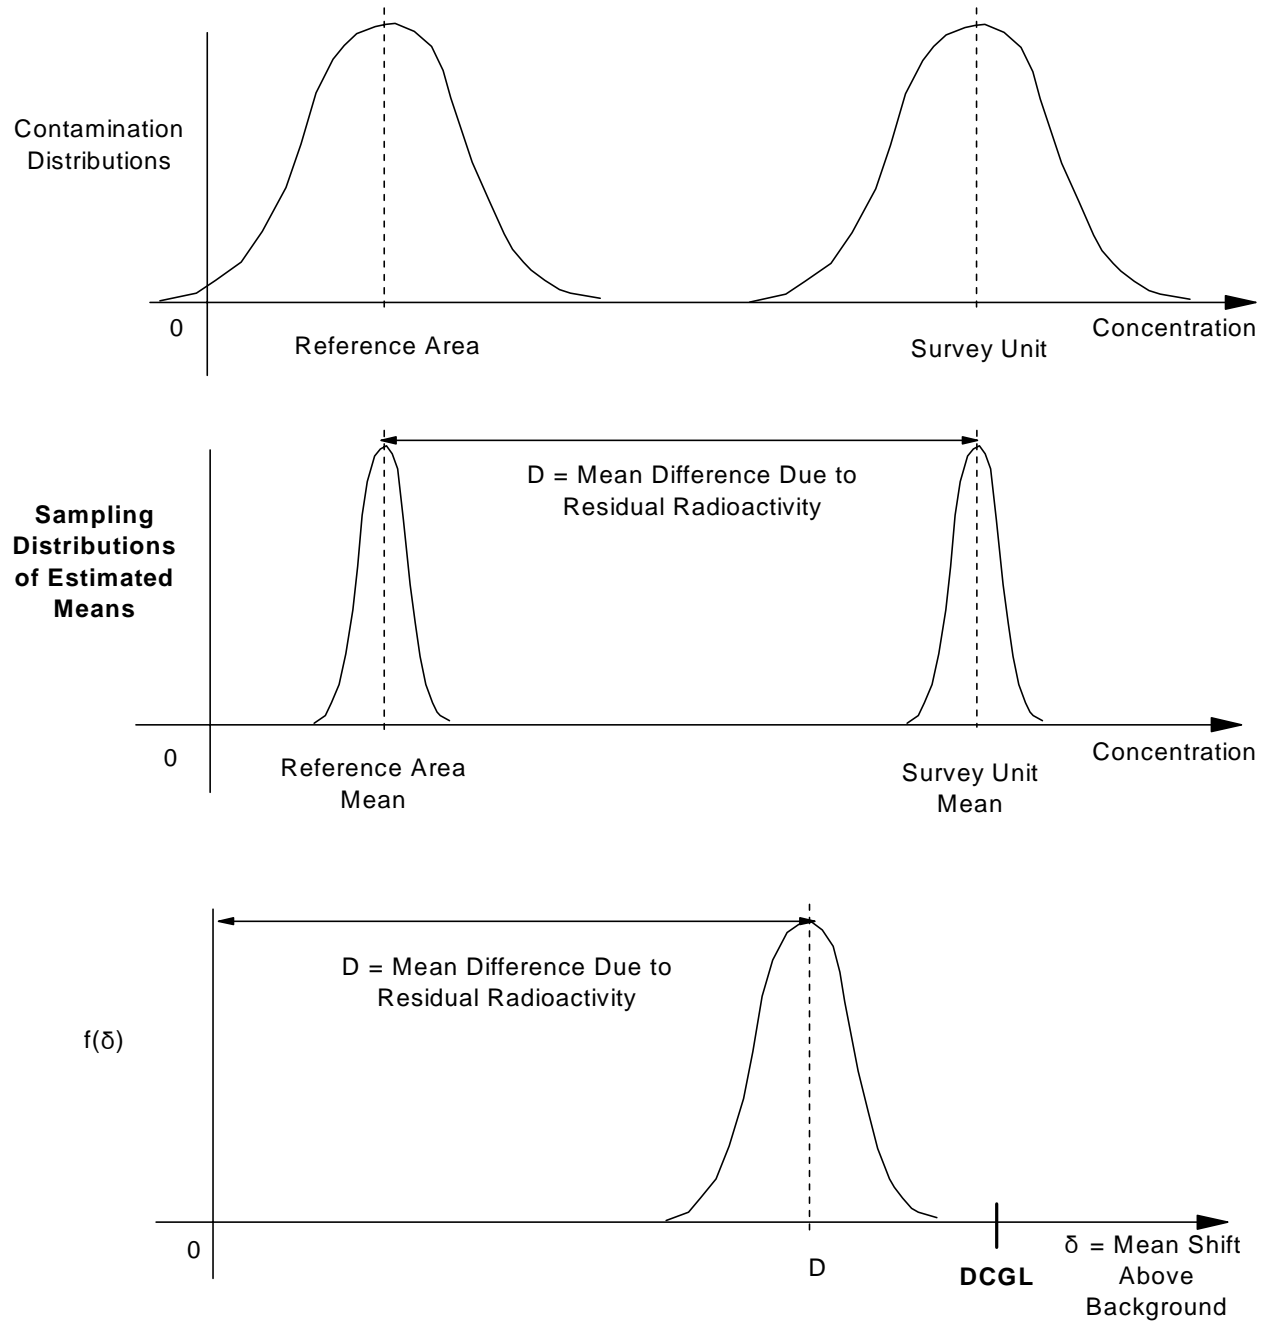 Contamination
Distributions
0
Reference Area
Survey Unit
Concentration
D = Mean Difference Due to
Residual Radioactivity
Sampling
Distributions
of Estimated
Means
0
Reference Area
Mean
Survey Unit
Mean
Concentration
D = Mean Difference Due to
Residual Radioactivity
f(δ)
0
D
DCGL
δ = Mean Shift
Above
Background